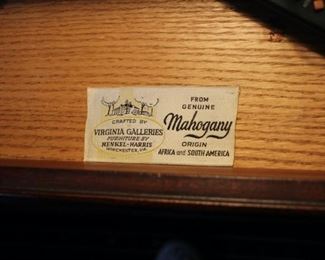 CRAFTED BY
VIRGINIA GALLERIES
FURNITURE BY
HENKEL-HARRIS
WINCHESTER, VA.
FROM
GENUINE
Mahogany
ORIGIN
AFRICA and SOUTH AMERICA